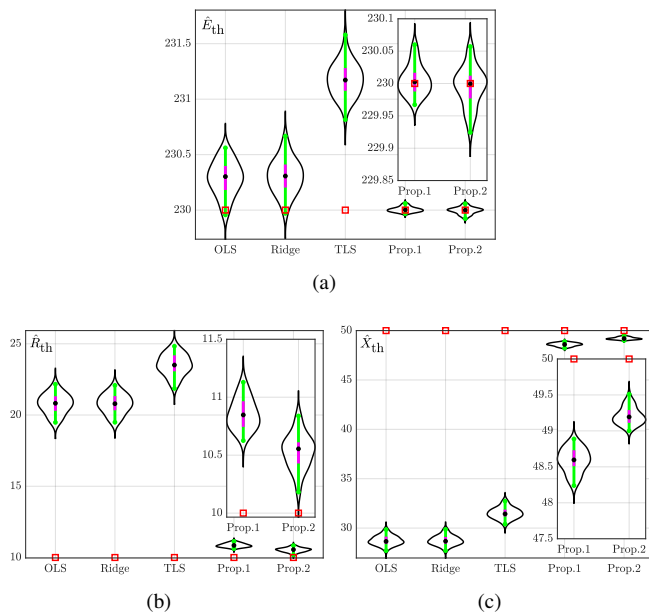 Ê_th
231.5
231
230.5
230
OLS
Ridge
TLS
Prop.1
Prop.2
230.1
230.05
230
229.95
229.9
229.85
Prop.1
Prop.2
(a)
R̂_th
25
20
15
10
OLS
Ridge
TLS
Prop.1
Prop.2
11.5
11
10.5
10
Prop.1
Prop.2
(b)
X̂_th
50
45
40
35
30
OLS
Ridge
TLS
Prop.1
Prop.2
50
49.5
49
48.5
48
47.5
Prop.1
Prop.2
(c)